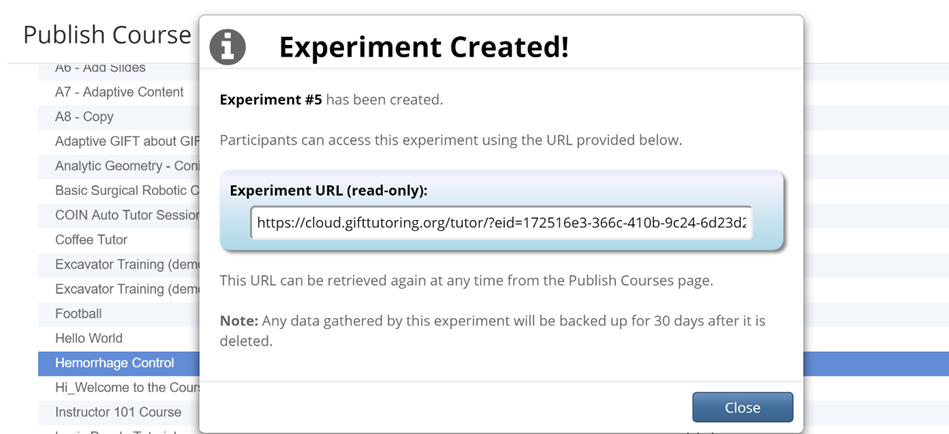 Publish Course
A6 - Add Slides
A7 - Adaptive Content
A8 - Copy
Adaptive GIFT about GIF
Analytic Geometry - Coni
Basic Surgical Robotic C
COIN Auto Tutor Session
Coffee Tutor
Excavator Training (dem
Excavator Training (dem
Football
Hello World
Hemorrhage Control
Hi_Welcome to the Cours
Instructor 101 Course
Experiment Created!
Experiment #5 has been created.
Participants can access this experiment using the URL provided below.
Experiment URL (read-only):
https://cloud.gifttutoring.org/tutor/?eid=172516e3-366c-410b-9c24-6d23d2
This URL can be retrieved again at any time from the Publish Courses page.
Note: Any data gathered by this experiment will be backed up for 30 days after it is
deleted.
Close